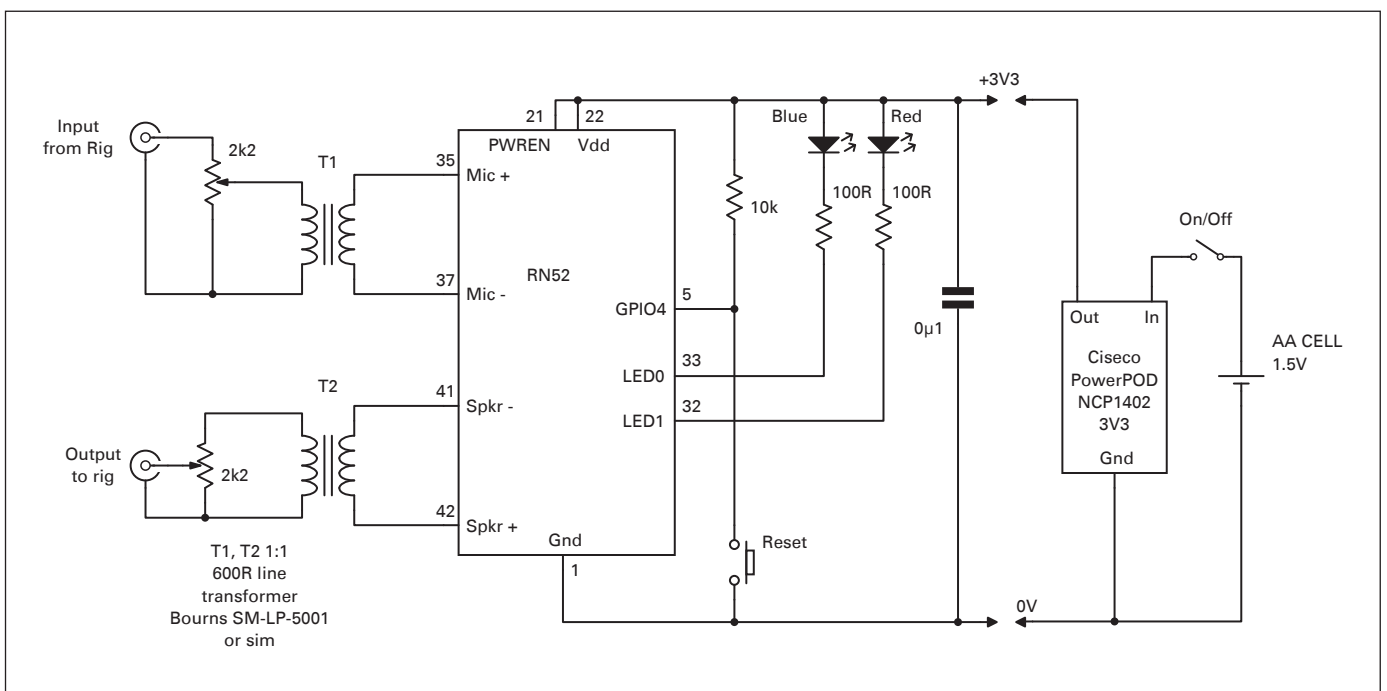 Input
from Rig
2k2
T1
35
Mic +
37
Mic -
21
22
PWREN
Vdd
RN52
Blue
Red
10k
100R
100R
5
GPIO4
33
LED0
32
LED1
0µ1
+3V3
On/Off
Out
In
Ciseco
PowerPOD
NCP1402
3V3
Gnd
AA CELL
1.5V
Output
to rig
2k2
T2
41
Spkr -
42
Spkr +
Gnd
1
Reset
0V
T1, T2 1:1
600R line
transformer
Bourns SM-LP-5001
or sim